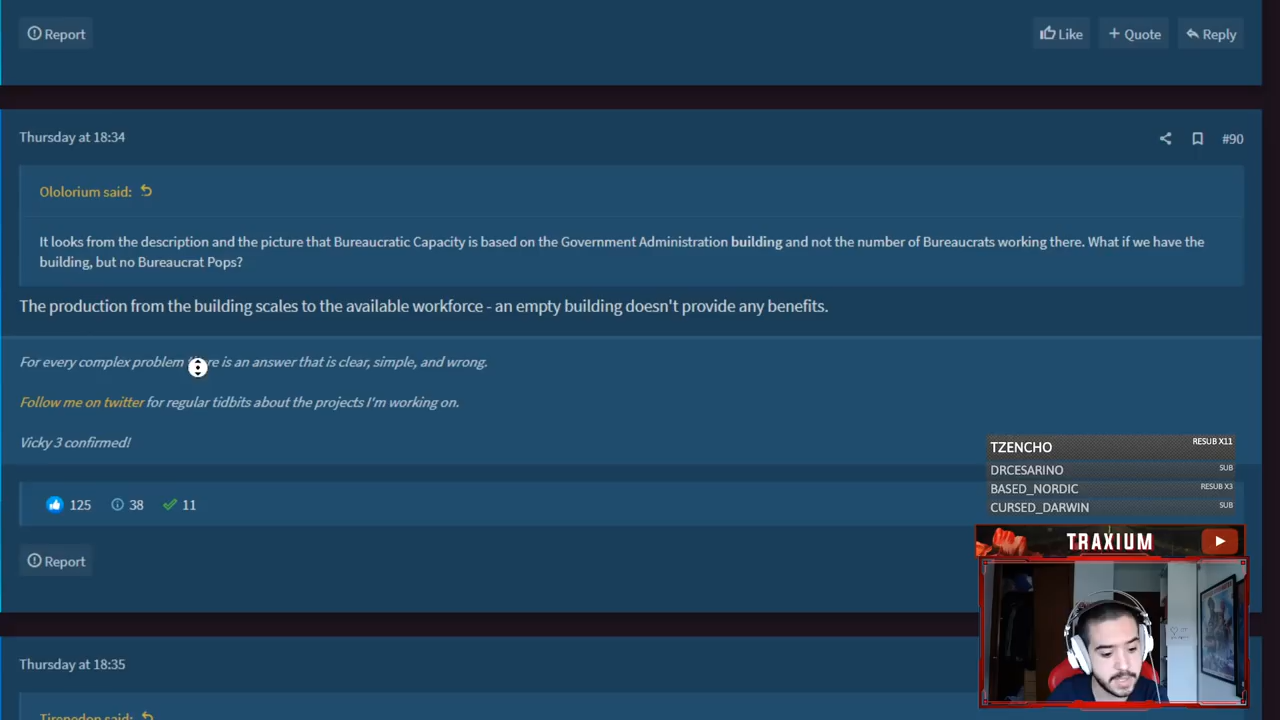 Report
Like
Quote
Reply
Thursday at 18:34
#90
Ololorium said:
It looks from the description and the picture that Bureaucratic Capacity is based on the Government Administration building and not the number of Bureaucrats working there. What if we have the
building, but no Bureaucrat Pops?
The production from the building scales to the available workforce - an empty building doesn't provide any benefits.
For every complex problem there is an answer that is clear, simple, and wrong.
Follow me on twitter for regular tidbits about the projects I'm working on.
Vicky 3 confirmed!
TZENCHO RESUB X11
DRCESARINO SUB
BASED_NORDIC RESUB X3
CURSED_DARWIN SUB
125 38 11
TRAXIUM
Report
Thursday at 18:35
Tirenedon said: